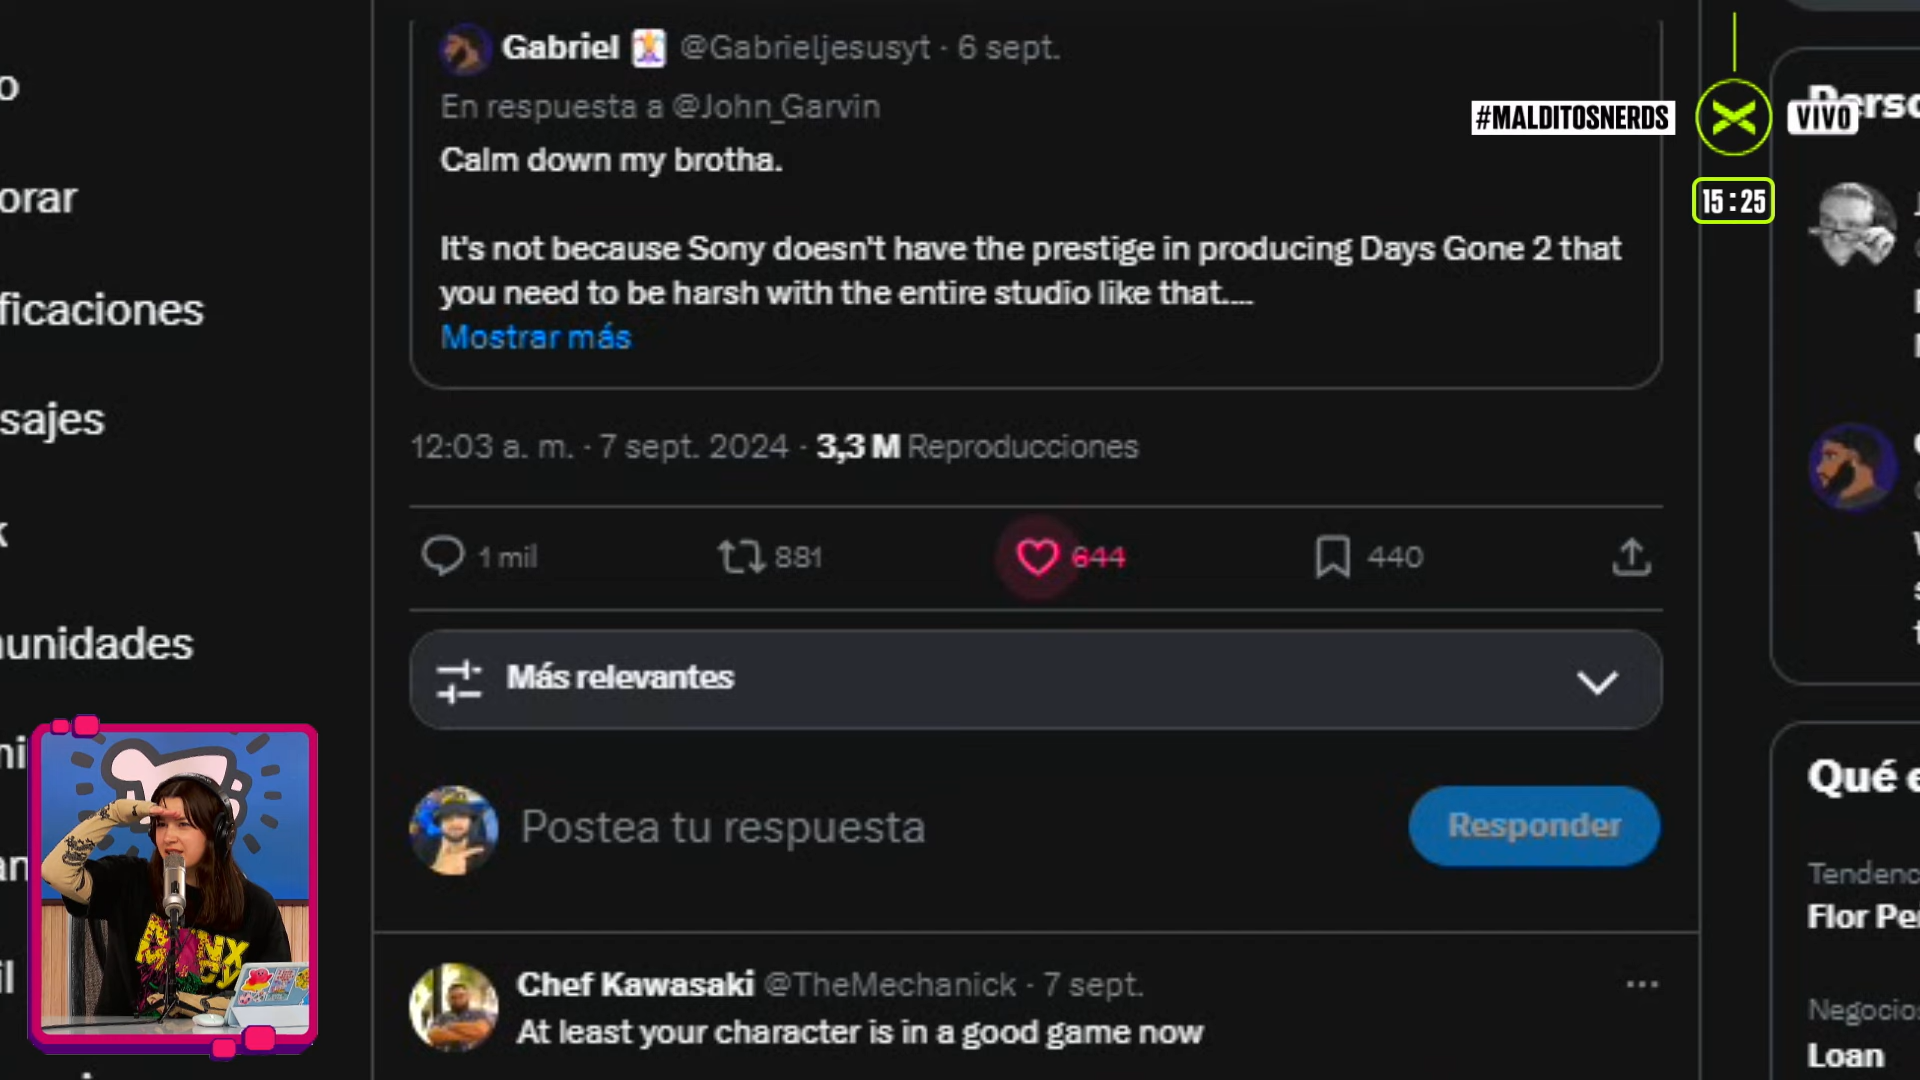 Gabriel @Gabrieljesusyt · 6 sept.
En respuesta a @John_Garvin
Calm down my brotha.
It's not because Sony doesn't have the prestige in producing Days Gone 2 that
you need to be harsh with the entire studio like that....
Mostrar más
12:03 a. m. · 7 sept. 2024 · 3,3 M Reproducciones
1 mil 881 644 440
Más relevantes
Postea tu respuesta
Responder
Chef Kawasaki @TheMechanick · 7 sept.
At least your character is in a good game now
#MALDITOSNERDS
VIVO
15:25
o
orar
ficaciones
sajes
k
unidades
il
Perso
Qué e
Tendenc
Flor Per
Negocios
Loan